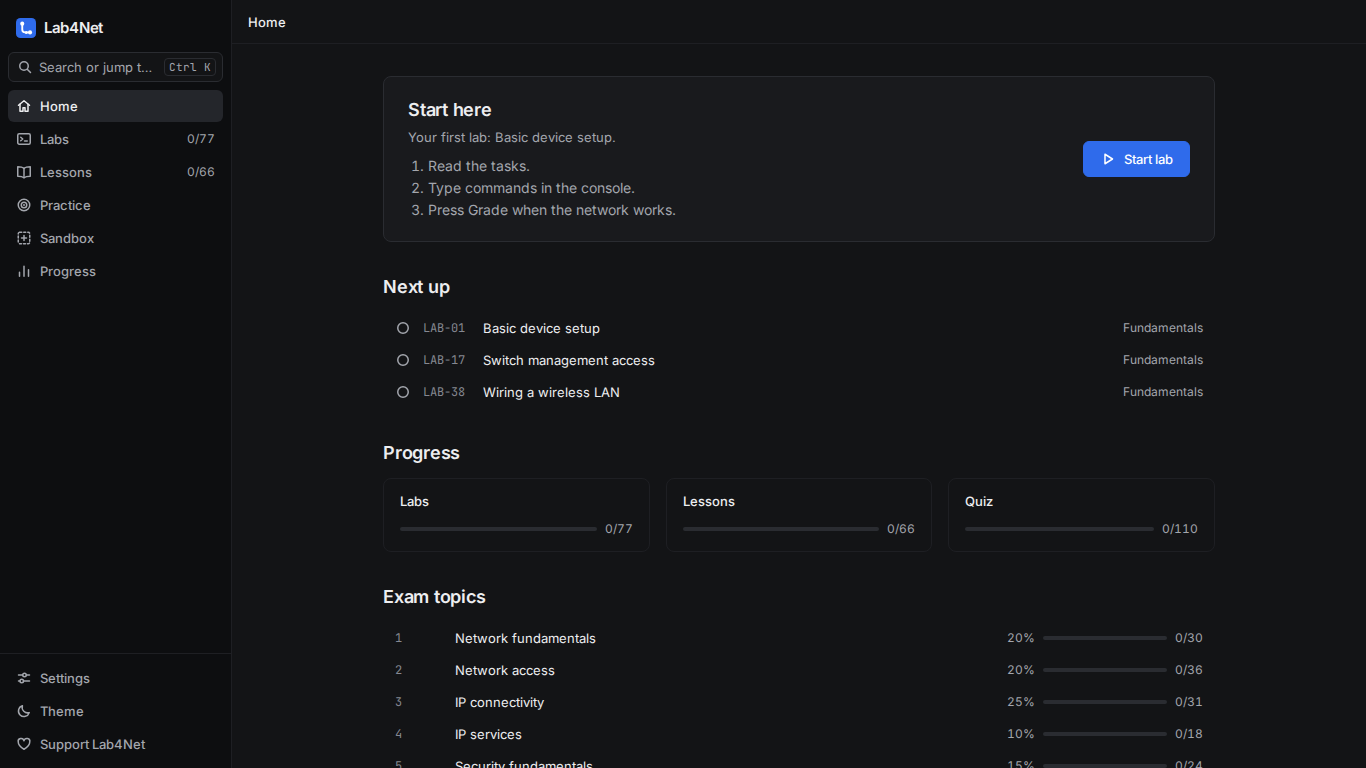 Lab4Net
Search or jump t... Ctrl K
Home
Labs 0/77
Lessons 0/66
Practice
Sandbox
Progress
Settings
Theme
Support Lab4Net
Home
Start here
Your first lab: Basic device setup.
1. Read the tasks.
2. Type commands in the console.
3. Press Grade when the network works.
Start lab
Next up
LAB-01 Basic device setup Fundamentals
LAB-17 Switch management access Fundamentals
LAB-38 Wiring a wireless LAN Fundamentals
Progress
Labs
0/77
Lessons
0/66
Quiz
0/110
Exam topics
1 Network fundamentals 20% 0/30
2 Network access 20% 0/36
3 IP connectivity 25% 0/31
4 IP services 10% 0/18
5 Security fundamentals 15% 0/24